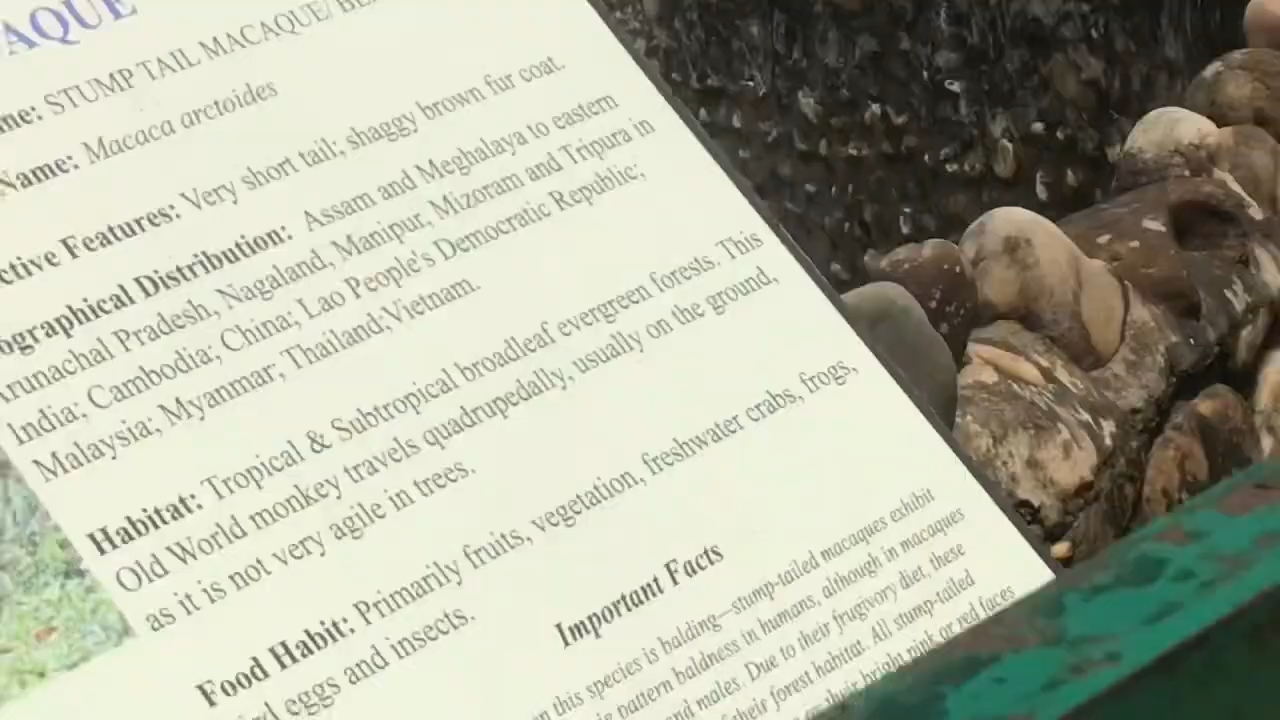 AQUE
me: STUMP TAIL MACAQUE/
Name: Macaca arctoides
ctive Features: Very short tail; shaggy brown fur coat.
ographical Distribution: Assam and Meghalaya to eastern
Arunachal Pradesh, Nagaland, Manipur, Mizoram and Tripura in
India; Cambodia; China; Lao People's Democratic Republic;
Malaysia; Myanmar; Thailand;Vietnam.
Habitat: Tropical & Subtropical broadleaf evergreen forests. This
Old World monkey travels quadrupedally, usually on the ground,
as it is not very agile in trees.
Food Habit: Primarily fruits, vegetation, freshwater crabs, frogs,
eggs and insects.
Important Facts
n this species is balding—stump-tailed macaques exhibit
pattern baldness in humans, although in macaques
and males. Due to their frugivory diet, these
their forest habitat. All stump-tailed
their bright pink or red faces